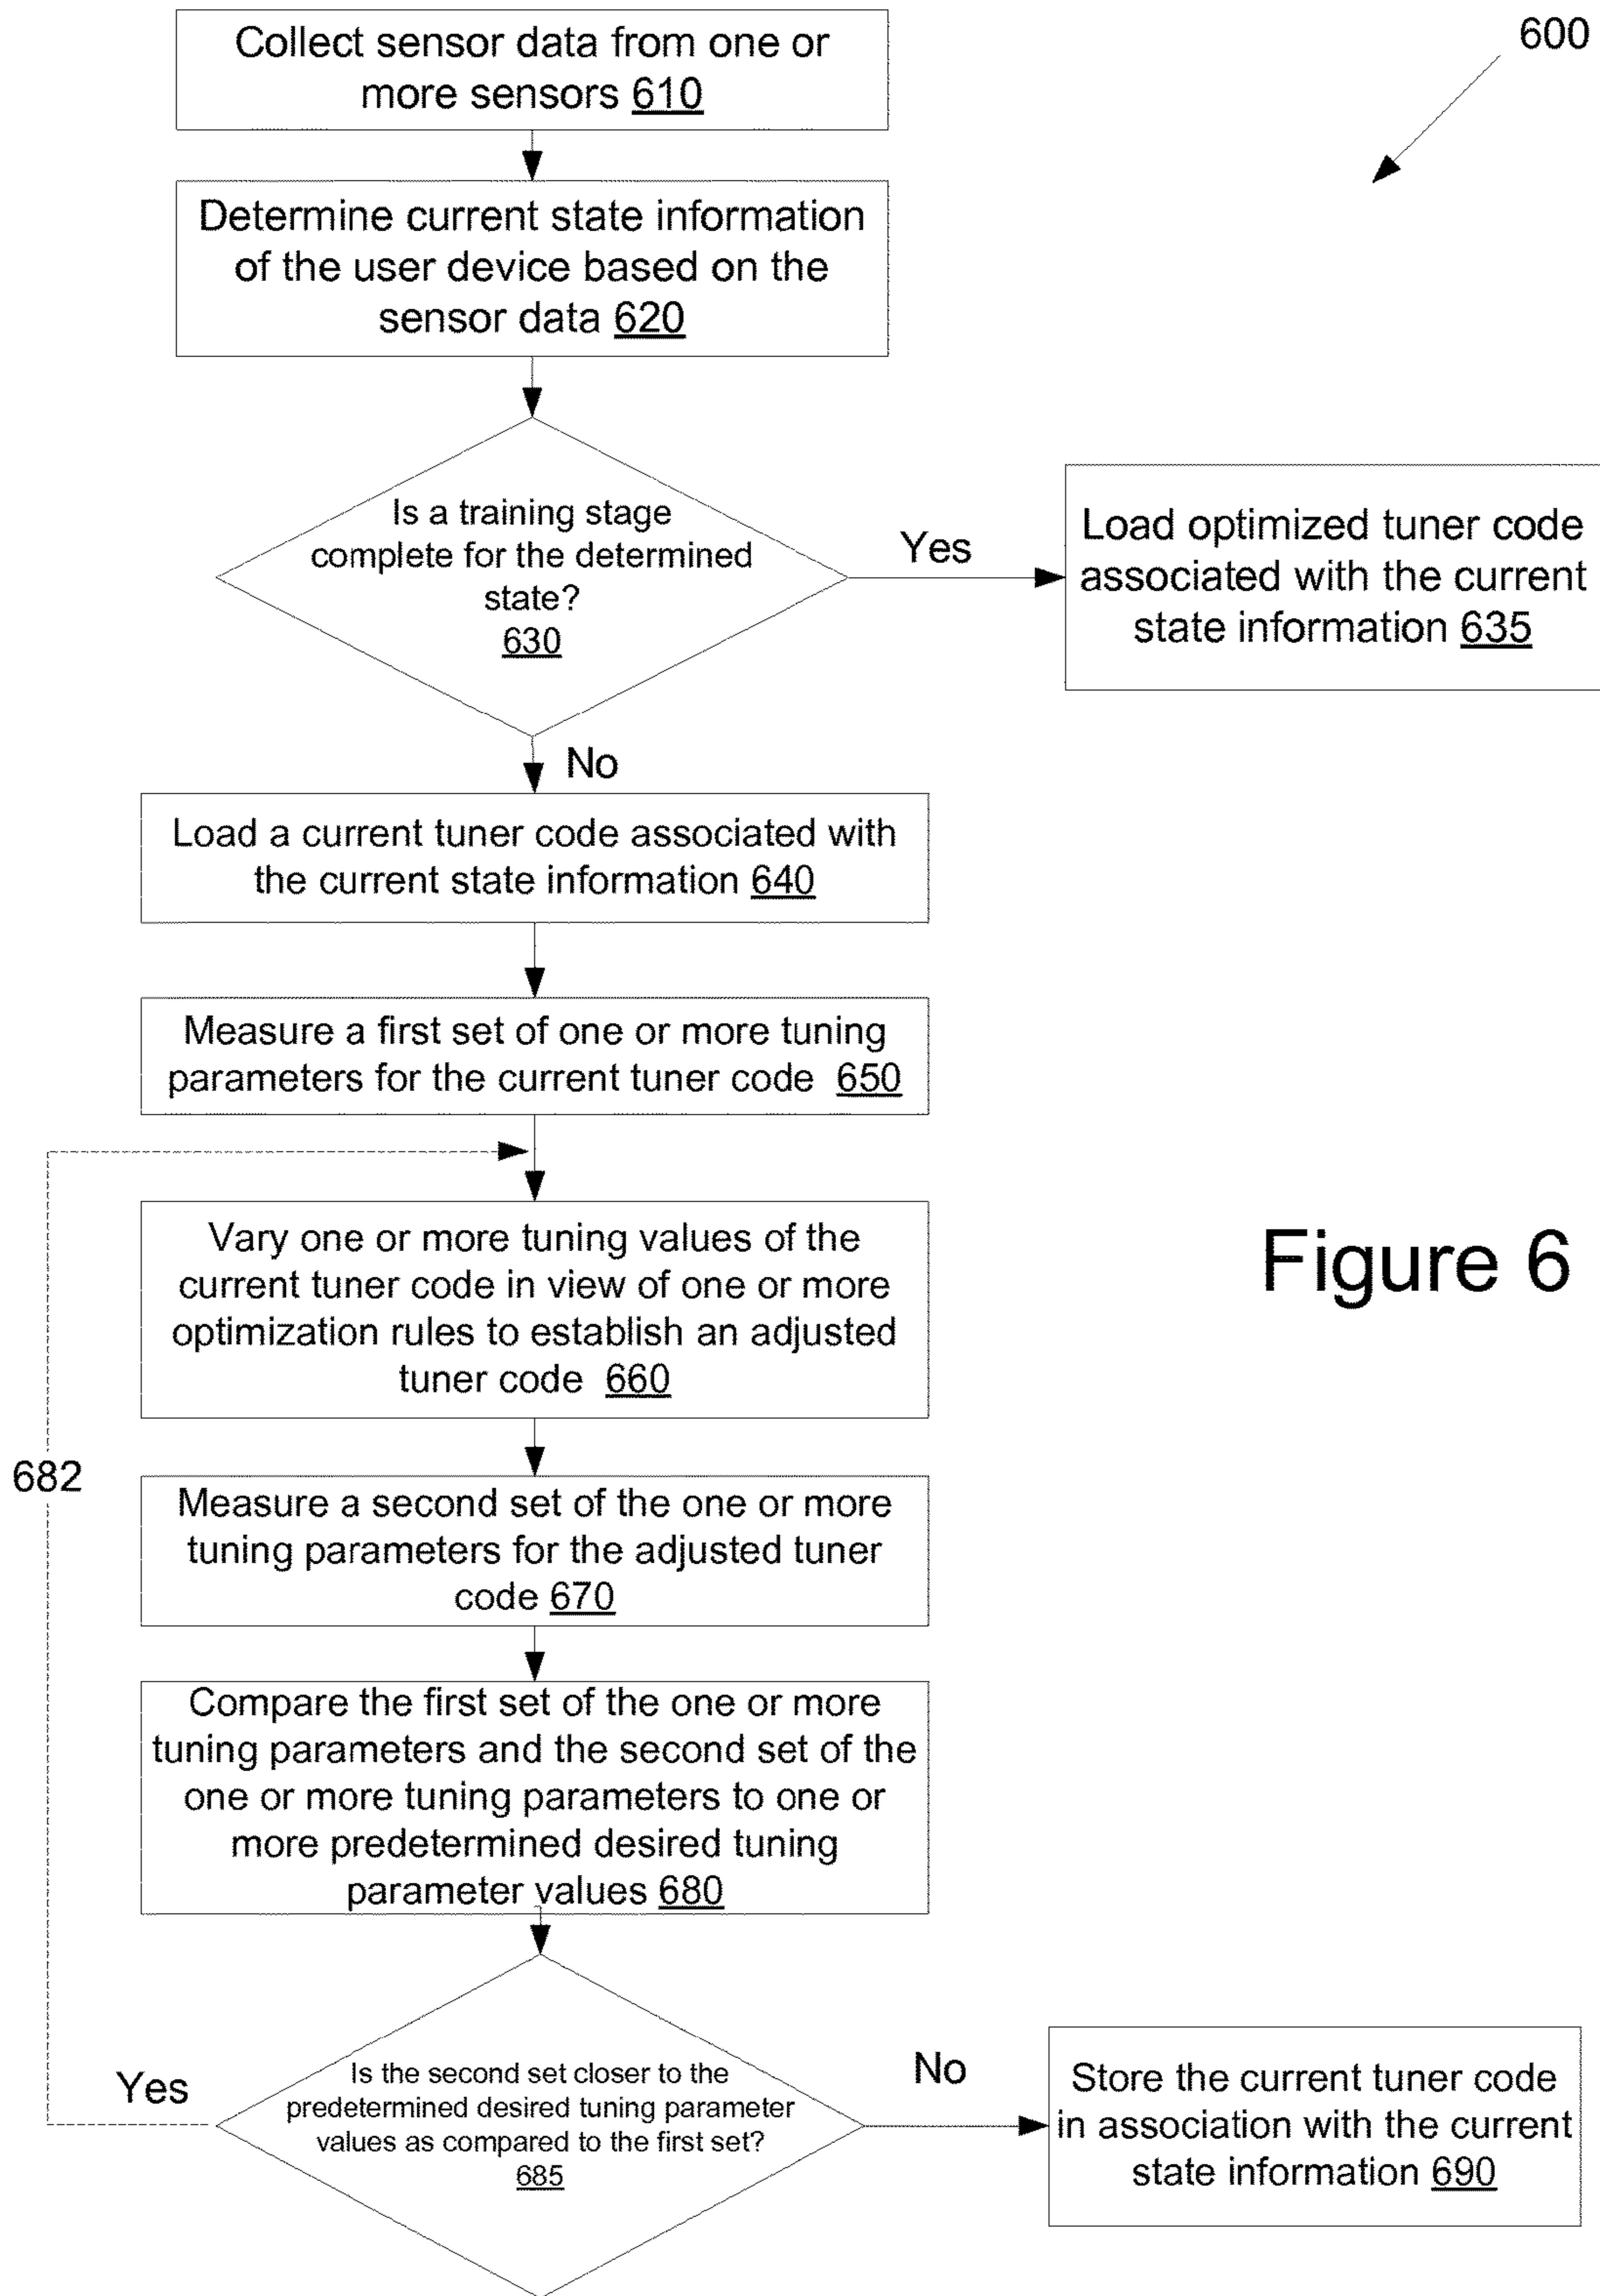 600
Collect sensor data from one or
more sensors 610
Determine current state information
of the user device based on the
sensor data 620
Is a training stage
complete for the determined
state?
630
Yes
Load optimized tuner code
associated with the current
state information 635
No
Load a current tuner code associated with
the current state information 640
Measure a first set of one or more tuning
parameters for the current tuner code 650
Vary one or more tuning values of the
current tuner code in view of one or more
optimization rules to establish an adjusted
tuner code 660
Figure 6
682
Measure a second set of the one or more
tuning parameters for the adjusted tuner
code 670
Compare the first set of the one or more
tuning parameters and the second set of the
one or more tuning parameters to one or
more predetermined desired tuning
parameter values 680
Yes
Is the second set closer to the
predetermined desired tuning parameter
values as compared to the first set?
685
No
Store the current tuner code
in association with the current
state information 690